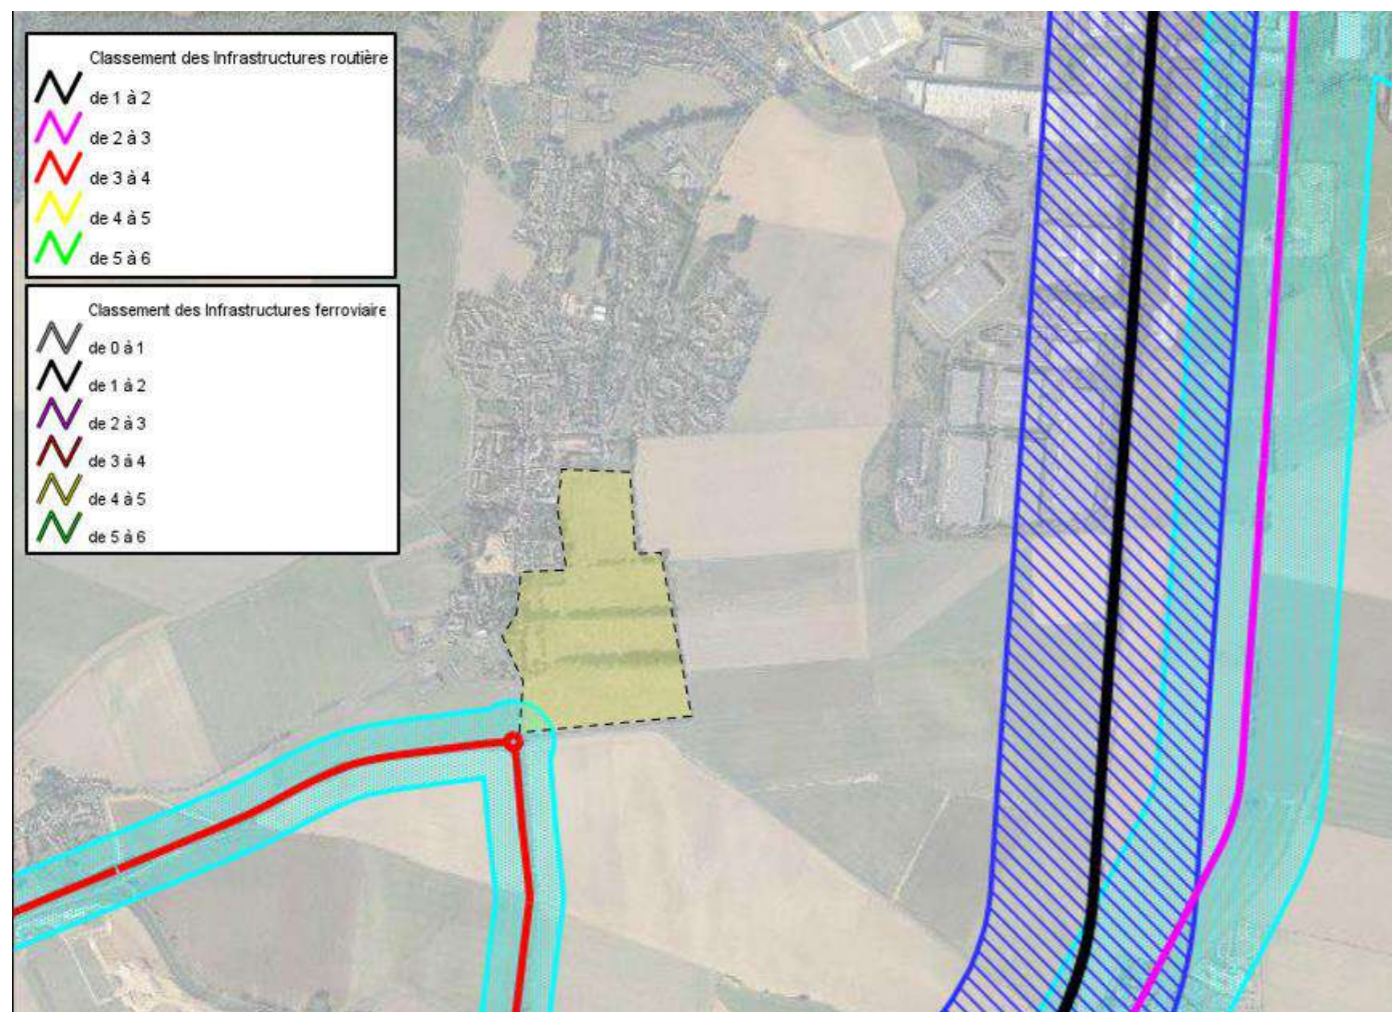 Classement des Infrastructures routière
de 1 à 2
de 2 à 3
de 3 à 4
de 4 à 5
de 5 à 6
Classement des Infrastructures ferroviaire
de 0 à 1
de 1 à 2
de 2 à 3
de 3 à 4
de 4 à 5
de 5 à 6